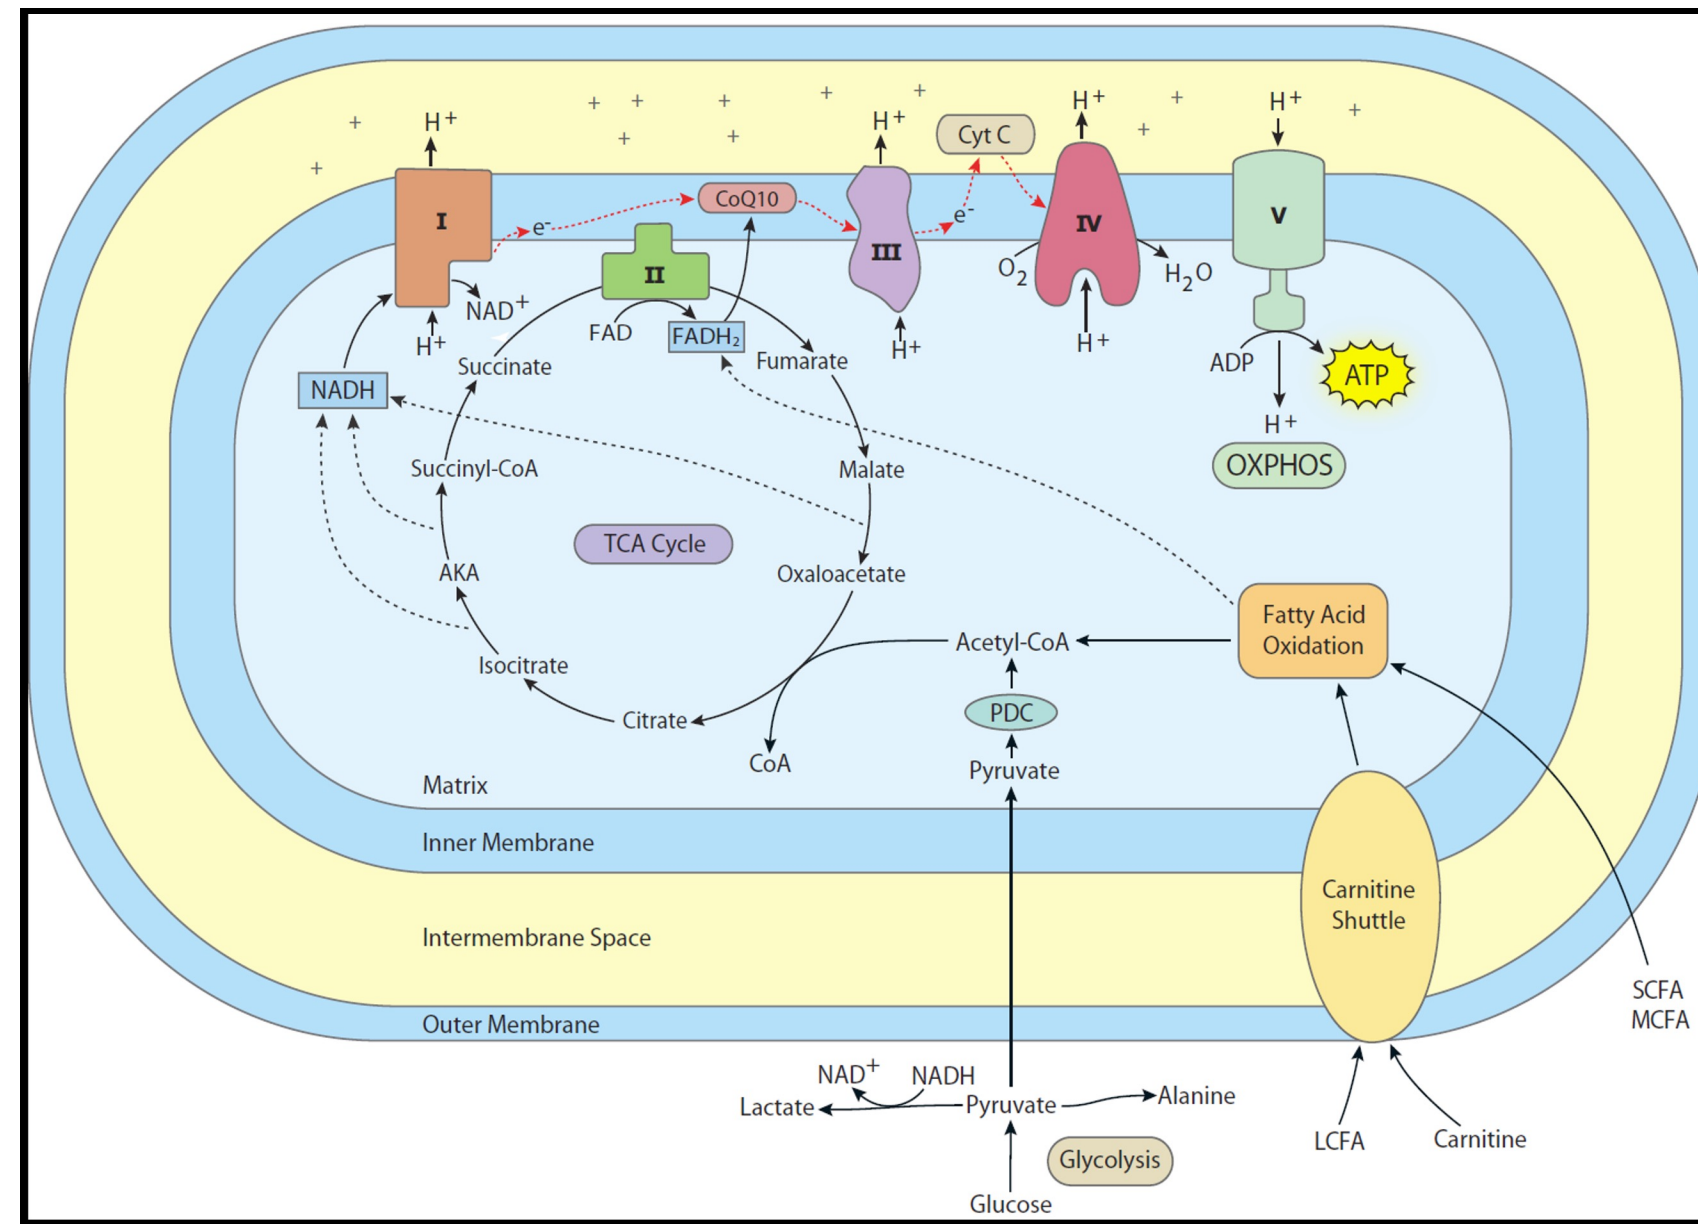 H+
H+
Cyt C
H+
H+
I
e-
CoQ10
III
e-
IV
V
II
O2
H2O
NAD+
H+
FAD
FADH2
H+
H+
ADP
ATP
H+
OXPHOS
NADH
Succinate
Fumarate
Succinyl-CoA
Malate
TCA Cycle
AKA
Oxaloacetate
Isocitrate
Citrate
CoA
Acetyl-CoA
Fatty Acid
Oxidation
PDC
Pyruvate
Matrix
Inner Membrane
Intermembrane Space
Outer Membrane
Carnitine
Shuttle
SCFA
MCFA
NAD+
NADH
Lactate
Pyruvate
Alanine
LCFA
Carnitine
Glycolysis
Glucose